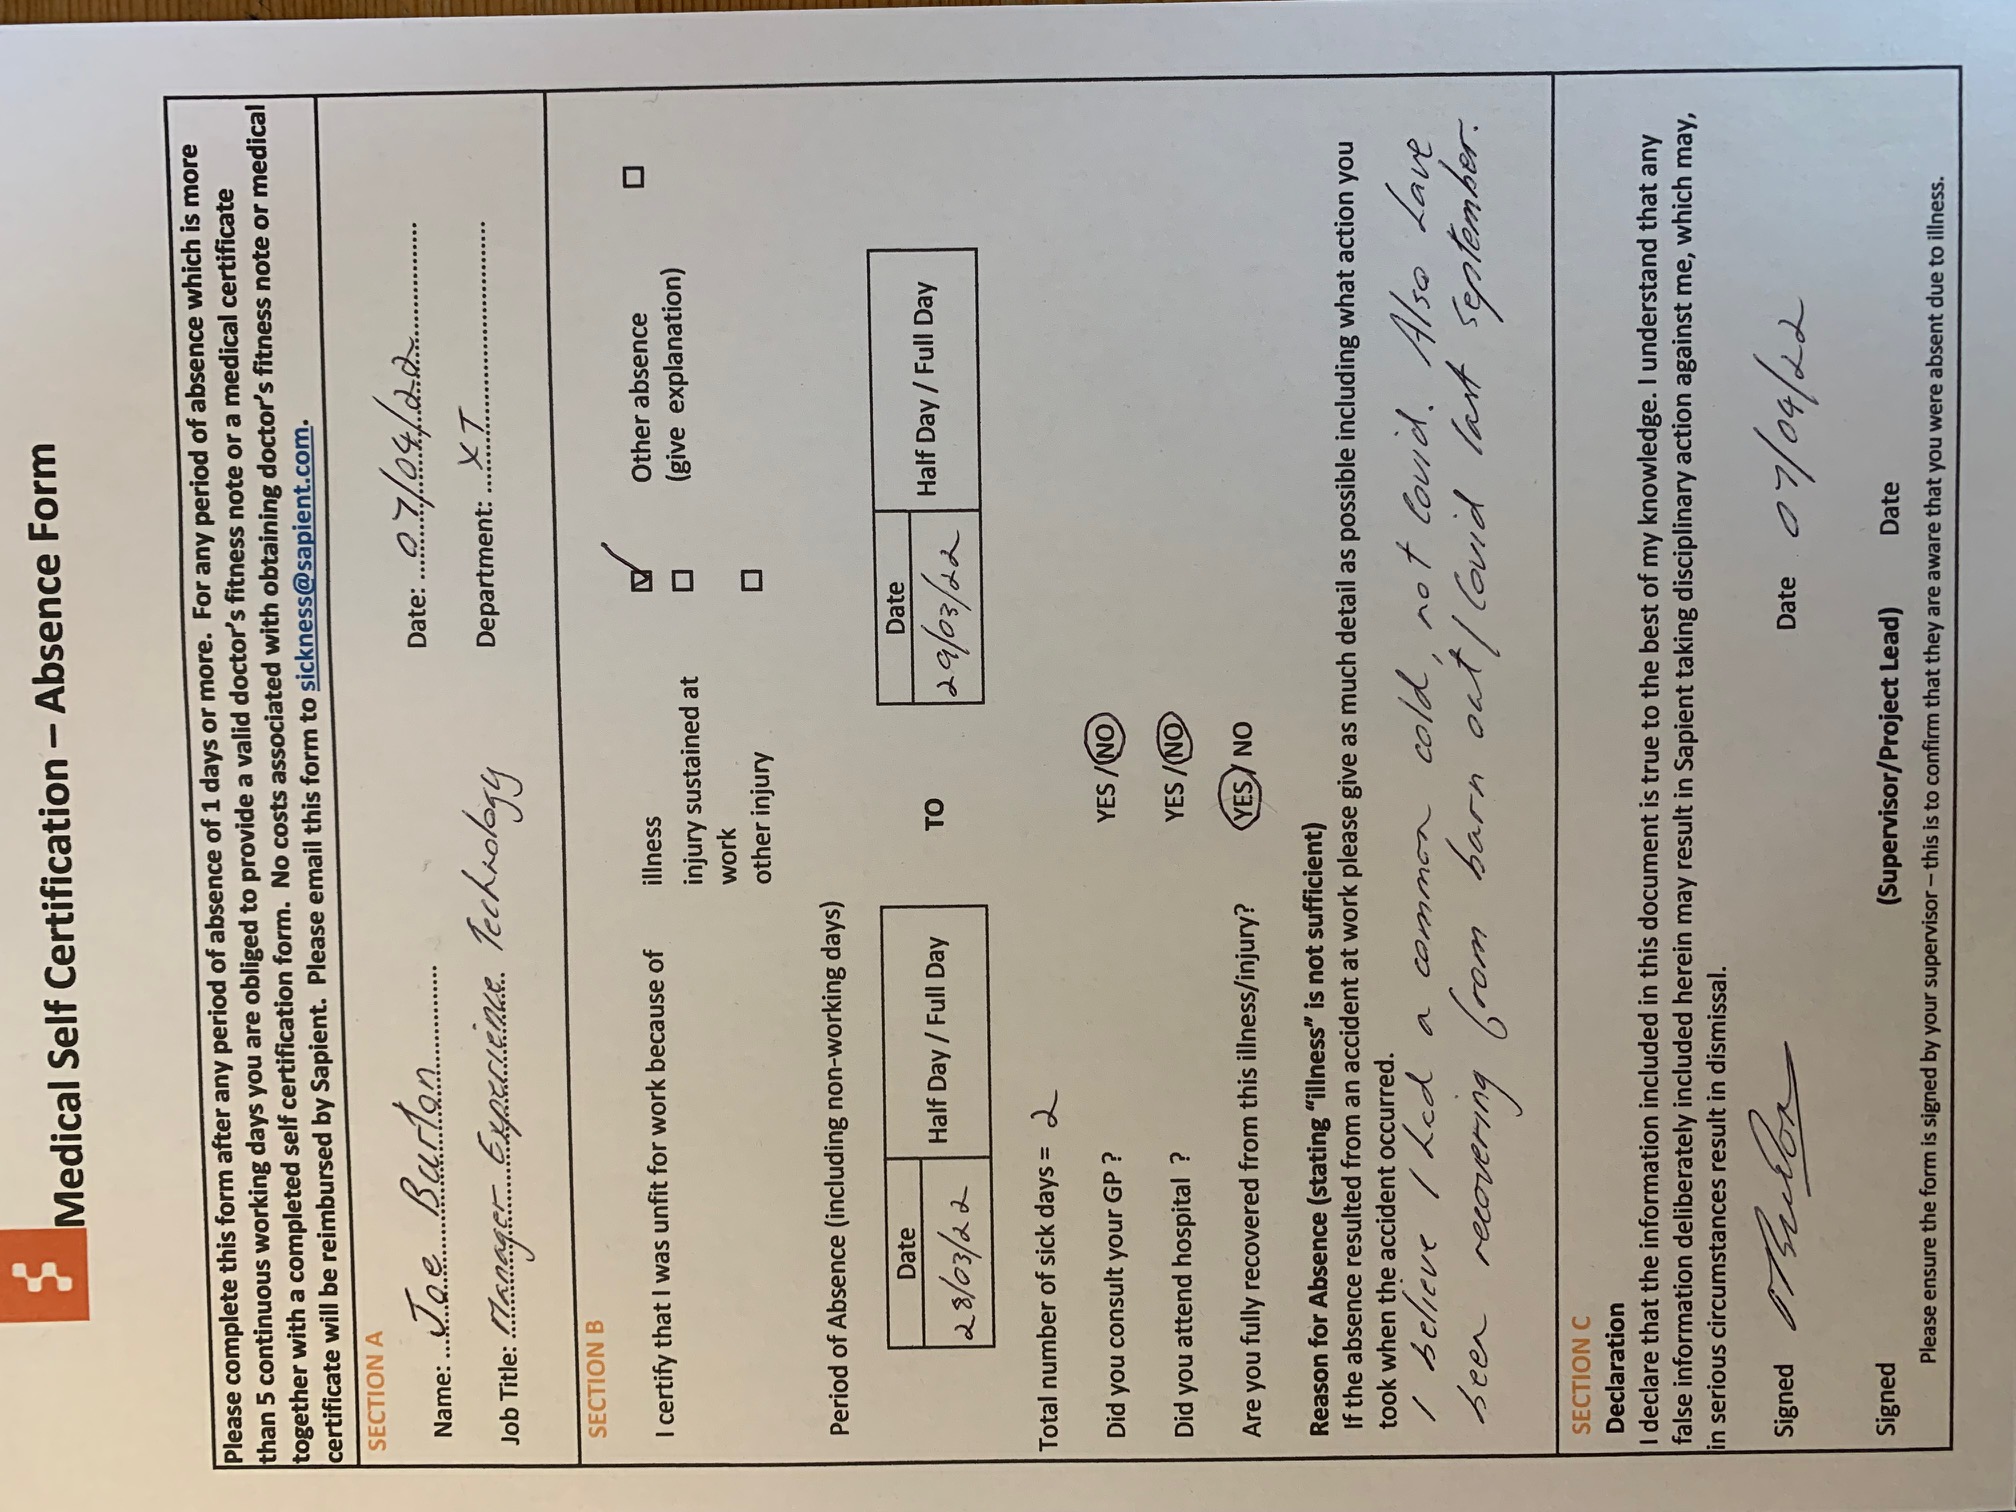 Medical Self Certification – Absence Form
Please complete this form after any period of absence of 1 days or more. For any period of absence which is more
than 5 continuous working days you are obliged to provide a valid doctor's fitness note or a medical certificate
together with a completed self certification form. No costs associated with obtaining doctor's fitness note or medical
certificate will be reimbursed by Sapient. Please email this form to sickness@sapient.com.
SECTION A
Name: Joe Burton Date: 07/04/22
Job Title: Manager Experience Technology Department: XT
SECTION B
I certify that I was unfit for work because of illness ☑ Other absence ☐
(give explanation)
injury sustained at ☐
work
other injury ☐
Period of Absence (including non-working days)
Date Date
Half Day / Full Day TO Half Day / Full Day
28/03/22 29/03/22
Total number of sick days = 2
Did you consult your GP ? YES / NO
Did you attend hospital ? YES / NO
Are you fully recovered from this illness/injury? YES / NO
Reason for Absence (stating “illness” is not sufficient)
If the absence resulted from an accident at work please give as much detail as possible including what action you
took when the accident occurred.
I believe I had a common cold, not Covid. Also have
been recovering from burn out / Covid last September.
SECTION C
Declaration
I declare that the information included in this document is true to the best of my knowledge. I understand that any
false information deliberately included herein may result in Sapient taking disciplinary action against me, which may,
in serious circumstances result in dismissal.
Signed JBurton Date 07/04/22
Signed (Supervisor/Project Lead) Date
Please ensure the form is signed by your supervisor – this is to confirm that they are aware that you were absent due to illness.